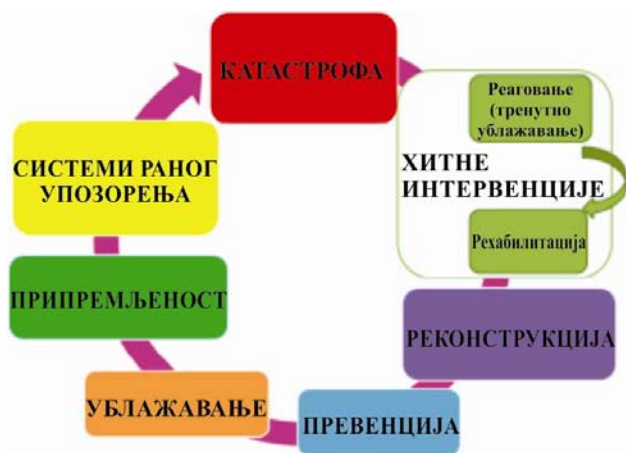 КАТАСТРОФА
Реаговање
(тренутно
ублажавање)
ХИТНЕ
ИНТЕРВЕНЦИЈЕ
Рехабилитација
РЕКОНСТРУКЦИЈА
ПРЕВЕНЦИЈА
УБЛАЖАВАЊЕ
ПРИПРЕМЉЕНОСТ
СИСТЕМИ РАНОГ
УПОЗОРЕЊА